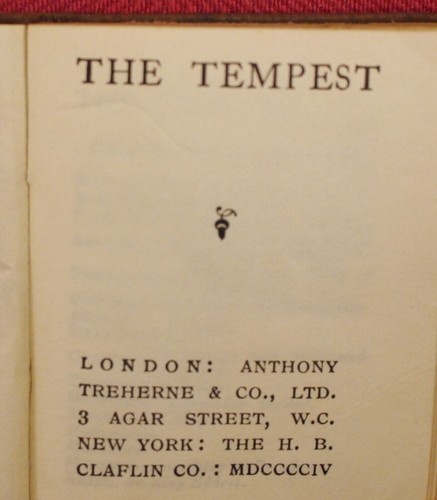 THE TEMPEST
LONDON: ANTHONY
TREHERNE & CO., LTD.
3 AGAR STREET, W.C.
NEW YORK: THE H. B.
CLAFLIN CO. : MDCCCCIV